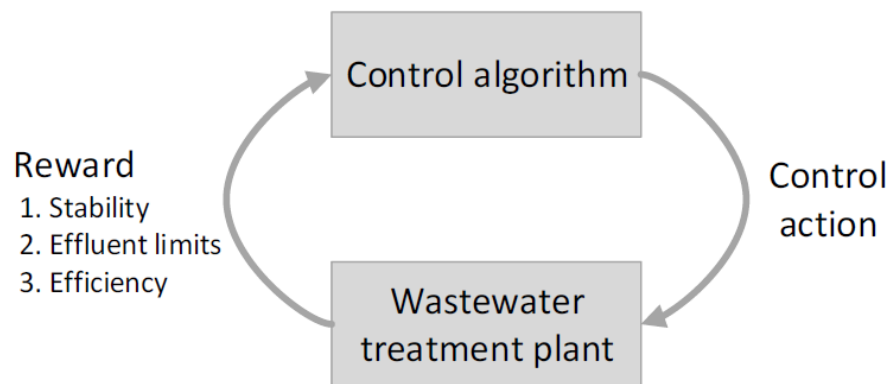 Control algorithm
Reward
1. Stability
2. Effluent limits
3. Efficiency
Control
action
Wastewater
treatment plant